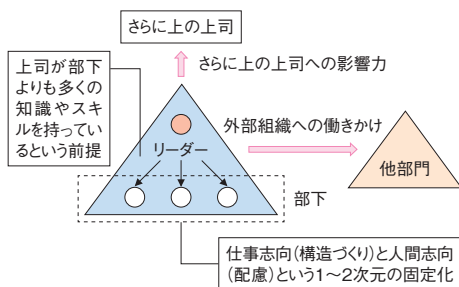 さらに上の上司
さらに上の上司への影響力
上司が部下
よりも多くの
知識やスキ
ルを持ってい
るという前提
外部組織への働きかけ
リーダー
他部門
部下
仕事志向(構造づくり)と人間志向
(配慮)という1〜2次元の固定化